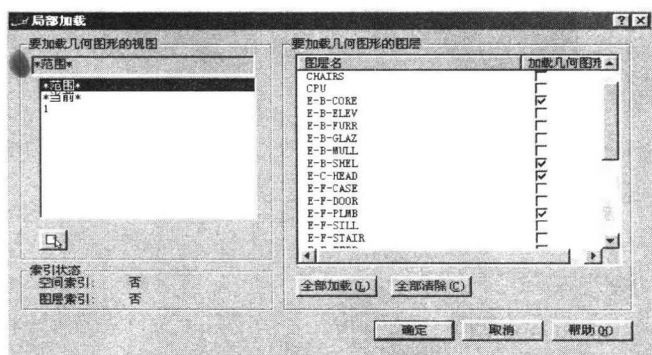 局部加载
要加载几何图形的视图
*范围*
*范围*
*当前*
1
索引状态
空间索引: 否
图层索引: 否
要加载几何图形的图层
图层名 加载几何图形
CHAIRS
CPU
E-B-CORE
E-B-ELEV
E-B-FURR
E-B-GLAZ
E-B-MULL
E-B-SHEL
E-C-HEAD
E-F-CASE
E-F-DOOR
E-F-PLMB
E-F-SILL
E-F-STAIR
全部加载(L) 全部清除(C)
确定 取消 帮助(H)